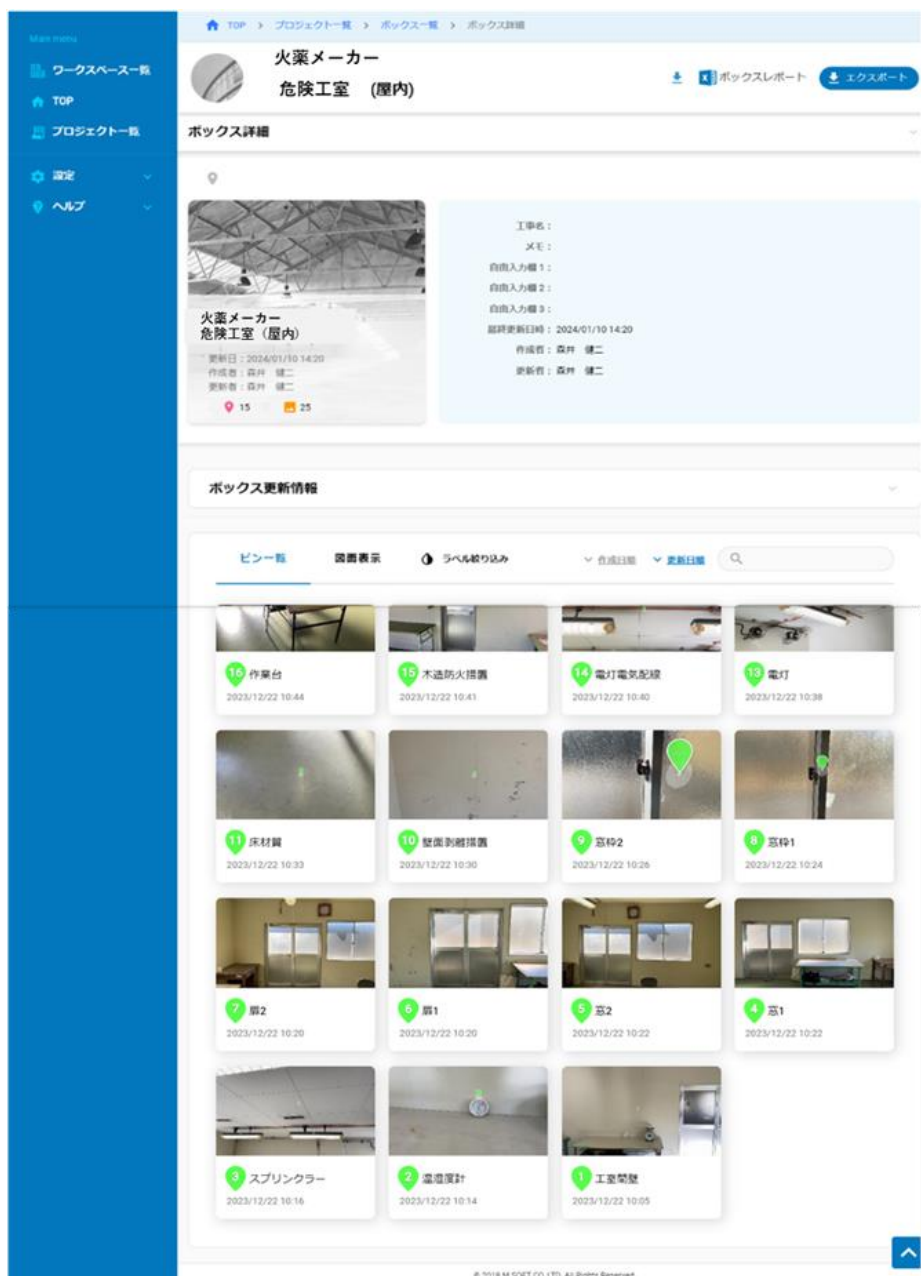 Main menu
ワークスペース一覧
TOP
プロジェクト一覧
設定
ヘルプ
TOP > プロジェクト一覧 > ボックス一覧 > ボックス詳細
火薬メーカー
危険工室 (屋内)
ボックスレポート
エクスポート
ボックス詳細
火薬メーカー
危険工室(屋内)
更新日:2024/01/10 14:20
作成者:森井 健二
更新者:森井 健二
15 25
工事名:
メモ:
自由入力欄1:
自由入力欄2:
自由入力欄3:
最終更新日時:2024/01/10 14:20
作成者:森井 健二
更新者:森井 健二
ボックス更新情報
ピン一覧 図面表示 ラベル絞り込み 作成日順 更新日順
16 作業台
2023/12/22 10:44
15 木造防火措置
2023/12/22 10:41
14 電灯電気配線
2023/12/22 10:40
13 電灯
2023/12/22 10:38
11 床材質
2023/12/22 10:33
10 壁面剥離措置
2023/12/22 10:30
9 窓枠2
2023/12/22 10:26
8 窓枠1
2023/12/22 10:24
7 扉2
2023/12/22 10:20
6 扉1
2023/12/22 10:20
5 窓2
2023/12/22 10:22
4 窓1
2023/12/22 10:22
3 スプリンクラー
2023/12/22 10:16
2 温湿度計
2023/12/22 10:14
1 工室間壁
2023/12/22 10:05
© 2018 M-SOFT CO.,LTD. All Rights Reserved.